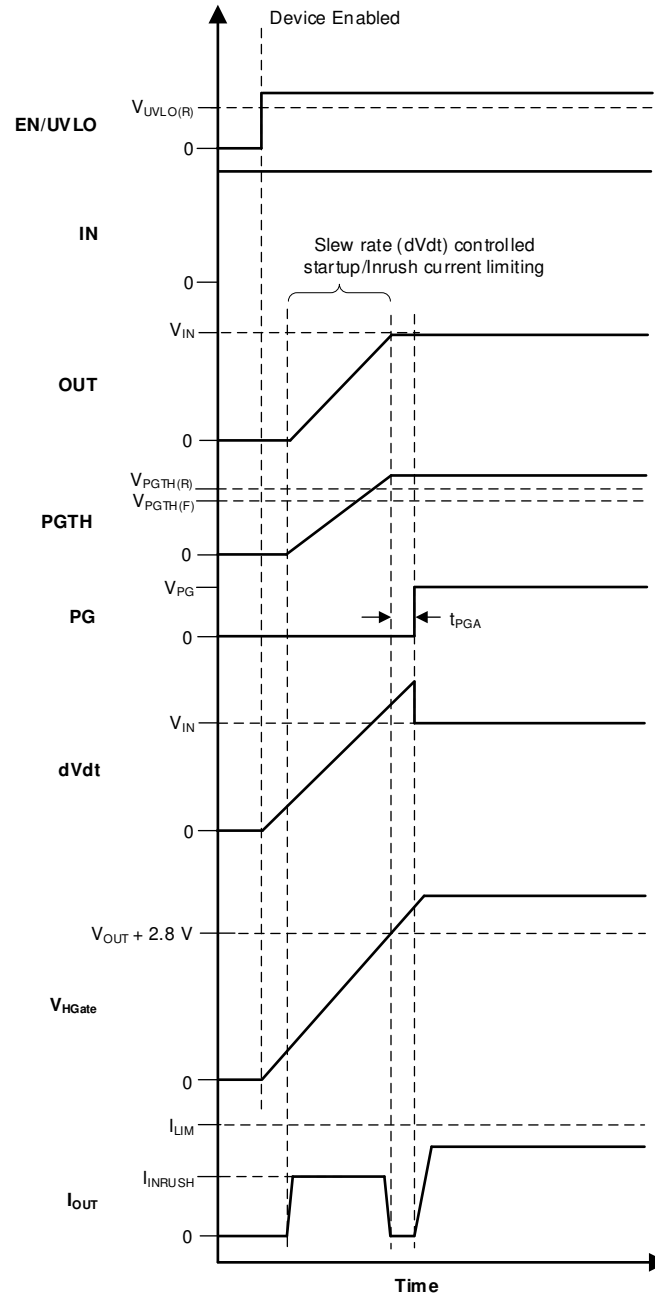 Device Enabled
V_UVLO(R)
EN/UVLO
0
IN
0
Slew rate (dVdt) controlled
startup/Inrush current limiting
V_IN
OUT
0
V_PGTH(R)
V_PGTH(F)
PGTH
0
V_PG
PG
0
t_PGA
V_IN
dVdt
0
V_OUT + 2.8 V
V_HGate
0
I_LIM
I_INRUSH
I_OUT
0
Time